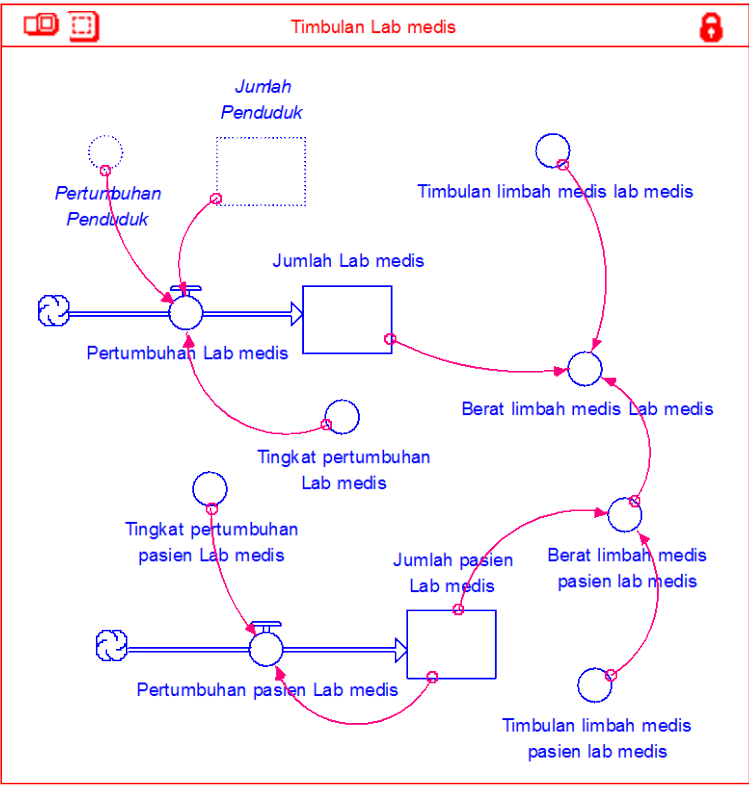 Timbulan Lab medis
Jumlah
Penduduk
Pertumbuhan
Penduduk
Timbulan limbah medis lab medis
Jumlah Lab medis
Pertumbuhan Lab medis
Berat limbah medis Lab medis
Tingkat pertumbuhan
Lab medis
Tingkat pertumbuhan
pasien Lab medis
Jumlah pasien
Lab medis
Berat limbah medis
pasien lab medis
Pertumbuhan pasien Lab medis
Timbulan limbah medis
pasien lab medis